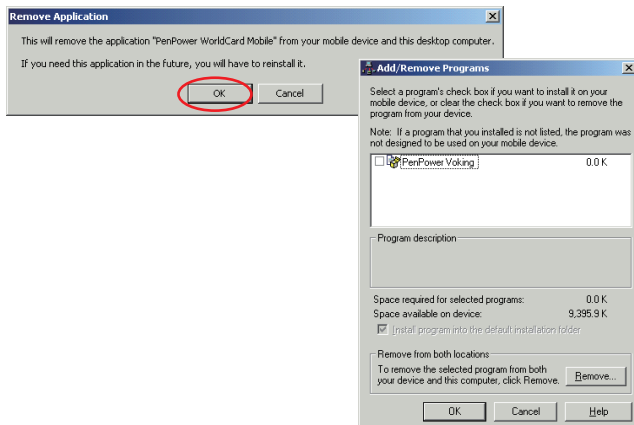 Remove Application
This will remove the application "PenPower WorldCard Mobile" from your mobile device and this desktop computer.
If you need this application in the future, you will have to reinstall it.
OK
Cancel
Add/Remove Programs
Select a program's check box if you want to install it on your
mobile device, or clear the check box if you want to remove the
program from your device.
Note: If a program that you installed is not listed, the program was
not designed to be used on your mobile device.
PenPower Voking 0.0 K
Program description
Space required for selected programs: 0.0 K
Space available on device: 9,395.9 K
Install program into the default installation folder
Remove from both locations
To remove the selected program from both
your device and this computer, click Remove.
Remove...
OK
Cancel
Help